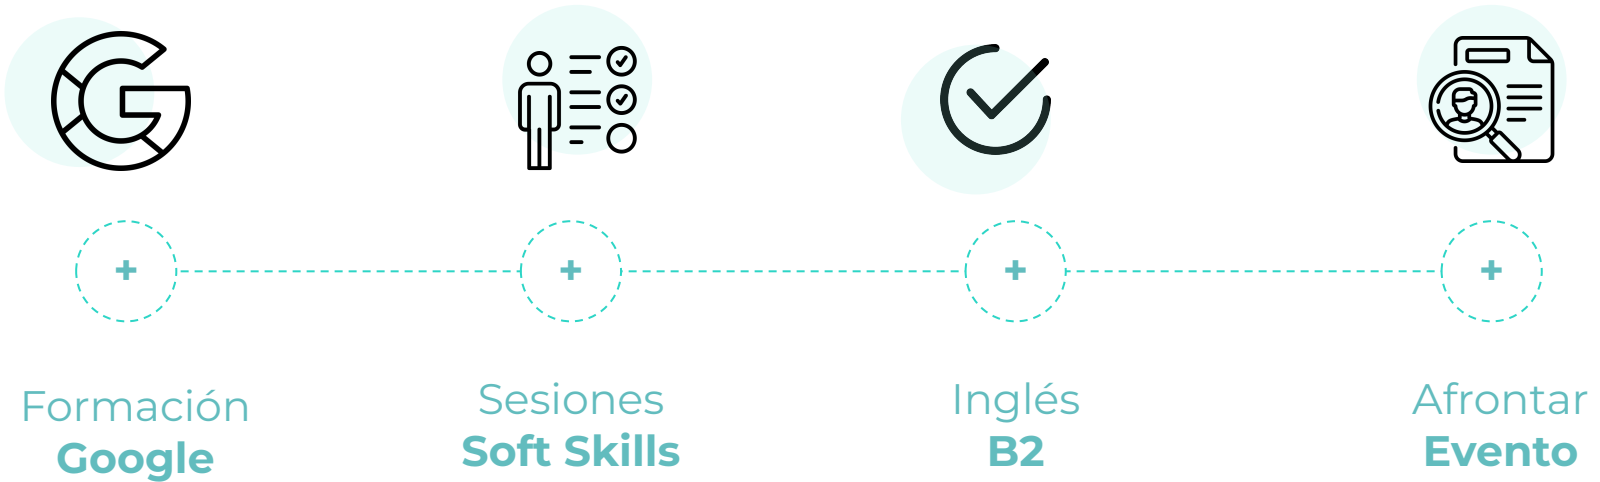 Formación
Google
Sesiones
Soft Skills
Inglés
B2
Afrontar
Evento